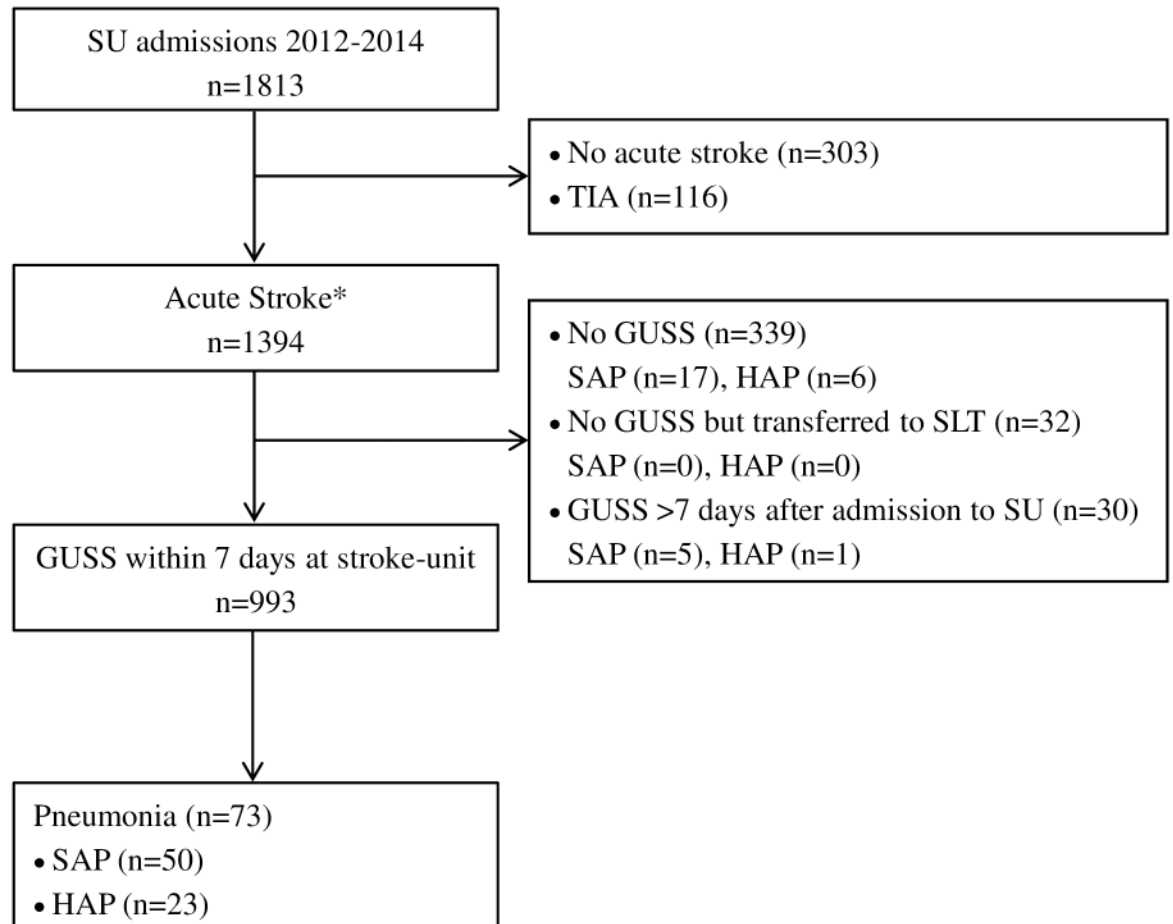 SU admissions 2012-2014
n=1813
• No acute stroke (n=303)
• TIA (n=116)
Acute Stroke*
n=1394
• No GUSS (n=339)
SAP (n=17), HAP (n=6)
• No GUSS but transferred to SLT (n=32)
SAP (n=0), HAP (n=0)
• GUSS >7 days after admission to SU (n=30)
SAP (n=5), HAP (n=1)
GUSS within 7 days at stroke-unit
n=993
Pneumonia (n=73)
• SAP (n=50)
• HAP (n=23)